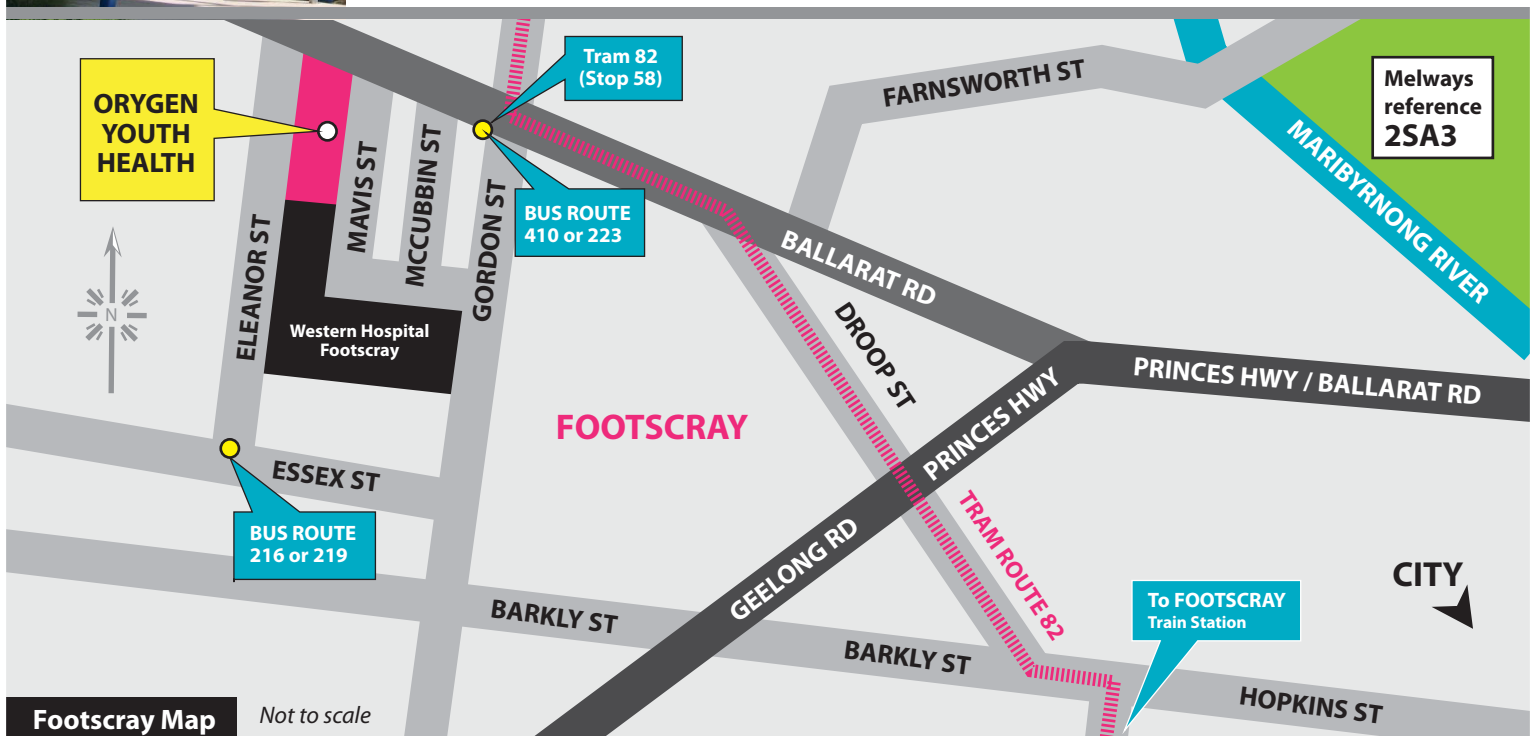 Tram 82
(Stop 58)
FARNSWORTH ST
Melways
reference
2SA3
ORYGEN
YOUTH
HEALTH
MAVIS ST
MCCUBBIN ST
GORDON ST
ELEANOR ST
BUS ROUTE
410 or 223
MARIBYRNONG RIVER
BALLARAT RD
N
Western Hospital
Footscray
DROOP ST
PRINCES HWY
PRINCES HWY / BALLARAT RD
FOOTSCRAY
ESSEX ST
BUS ROUTE
216 or 219
GEELONG RD
TRAM ROUTE 82
CITY
BARKLY ST
BARKLY ST
To FOOTSCRAY
Train Station
HOPKINS ST
Footscray Map
Not to scale